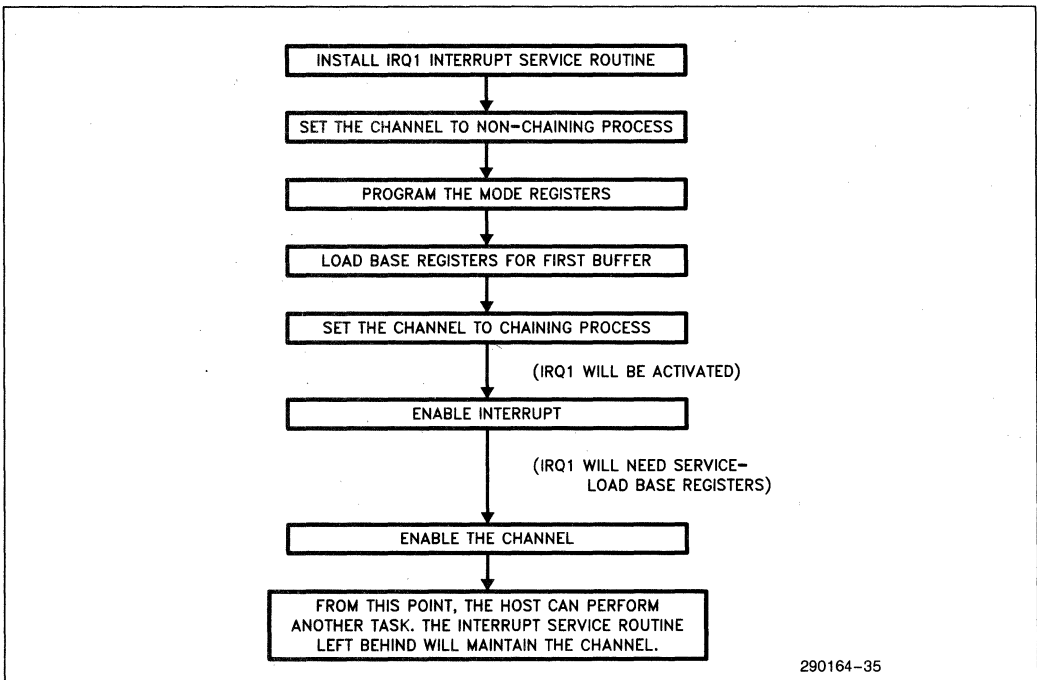 INSTALL IRQ1 INTERRUPT SERVICE ROUTINE
SET THE CHANNEL TO NON-CHAINING PROCESS
PROGRAM THE MODE REGISTERS
LOAD BASE REGISTERS FOR FIRST BUFFER
SET THE CHANNEL TO CHAINING PROCESS
(IRQ1 WILL BE ACTIVATED)
ENABLE INTERRUPT
(IRQ1 WILL NEED SERVICE-
LOAD BASE REGISTERS)
ENABLE THE CHANNEL
FROM THIS POINT, THE HOST CAN PERFORM
ANOTHER TASK. THE INTERRUPT SERVICE ROUTINE
LEFT BEHIND WILL MAINTAIN THE CHANNEL.
290164-35